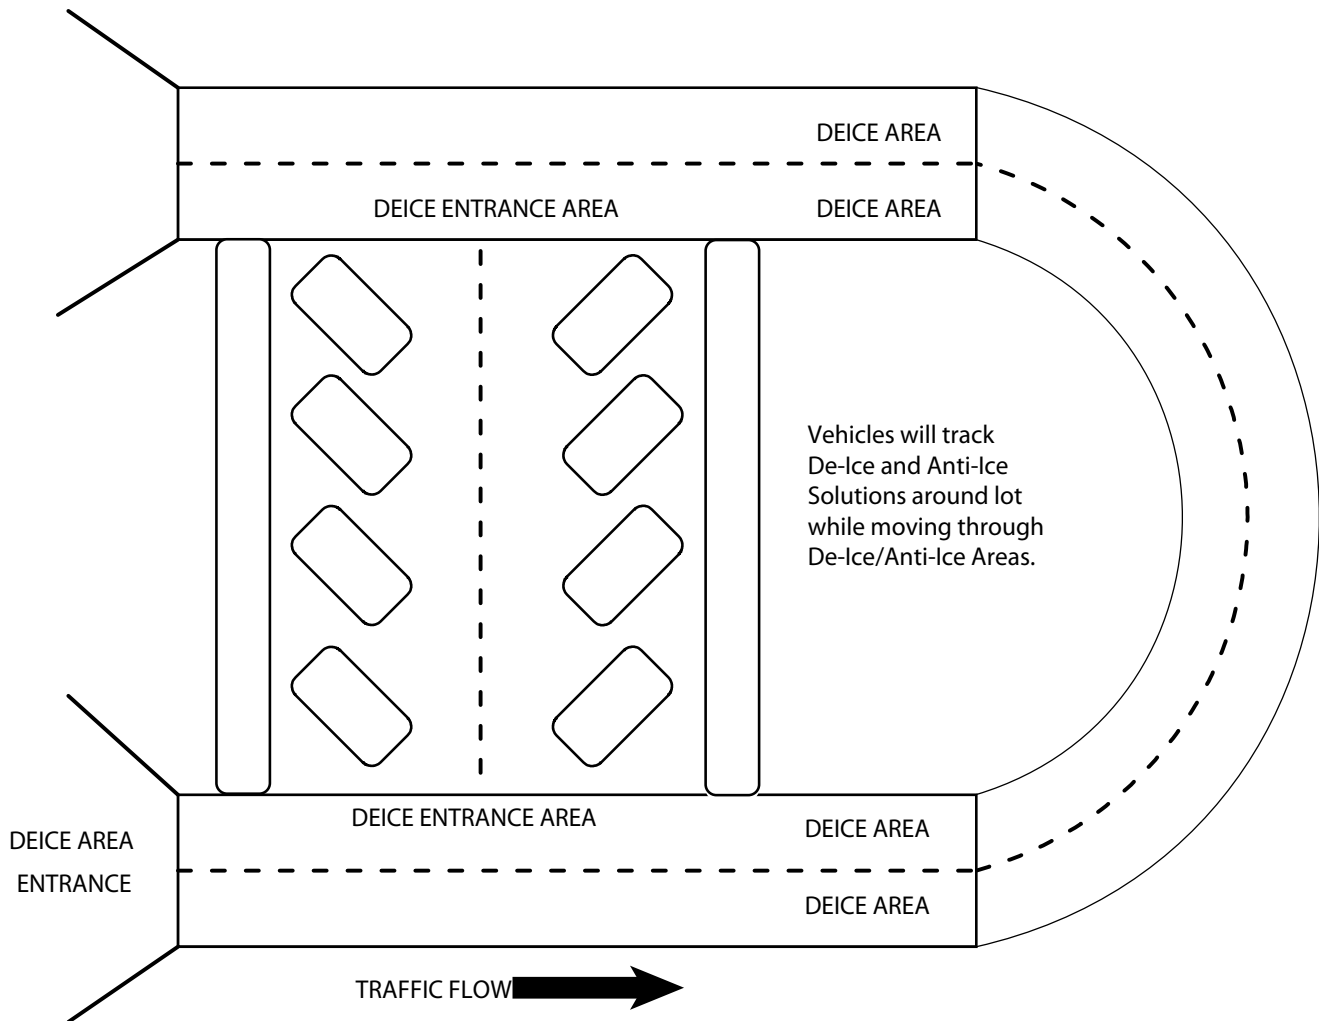 DEICE AREA
DEICE ENTRANCE AREA
DEICE AREA
Vehicles will track
De-Ice and Anti-Ice
Solutions around lot
while moving through
De-Ice/Anti-Ice Areas.
DEICE ENTRANCE AREA
DEICE AREA
DEICE AREA
ENTRANCE
DEICE AREA
TRAFFIC FLOW